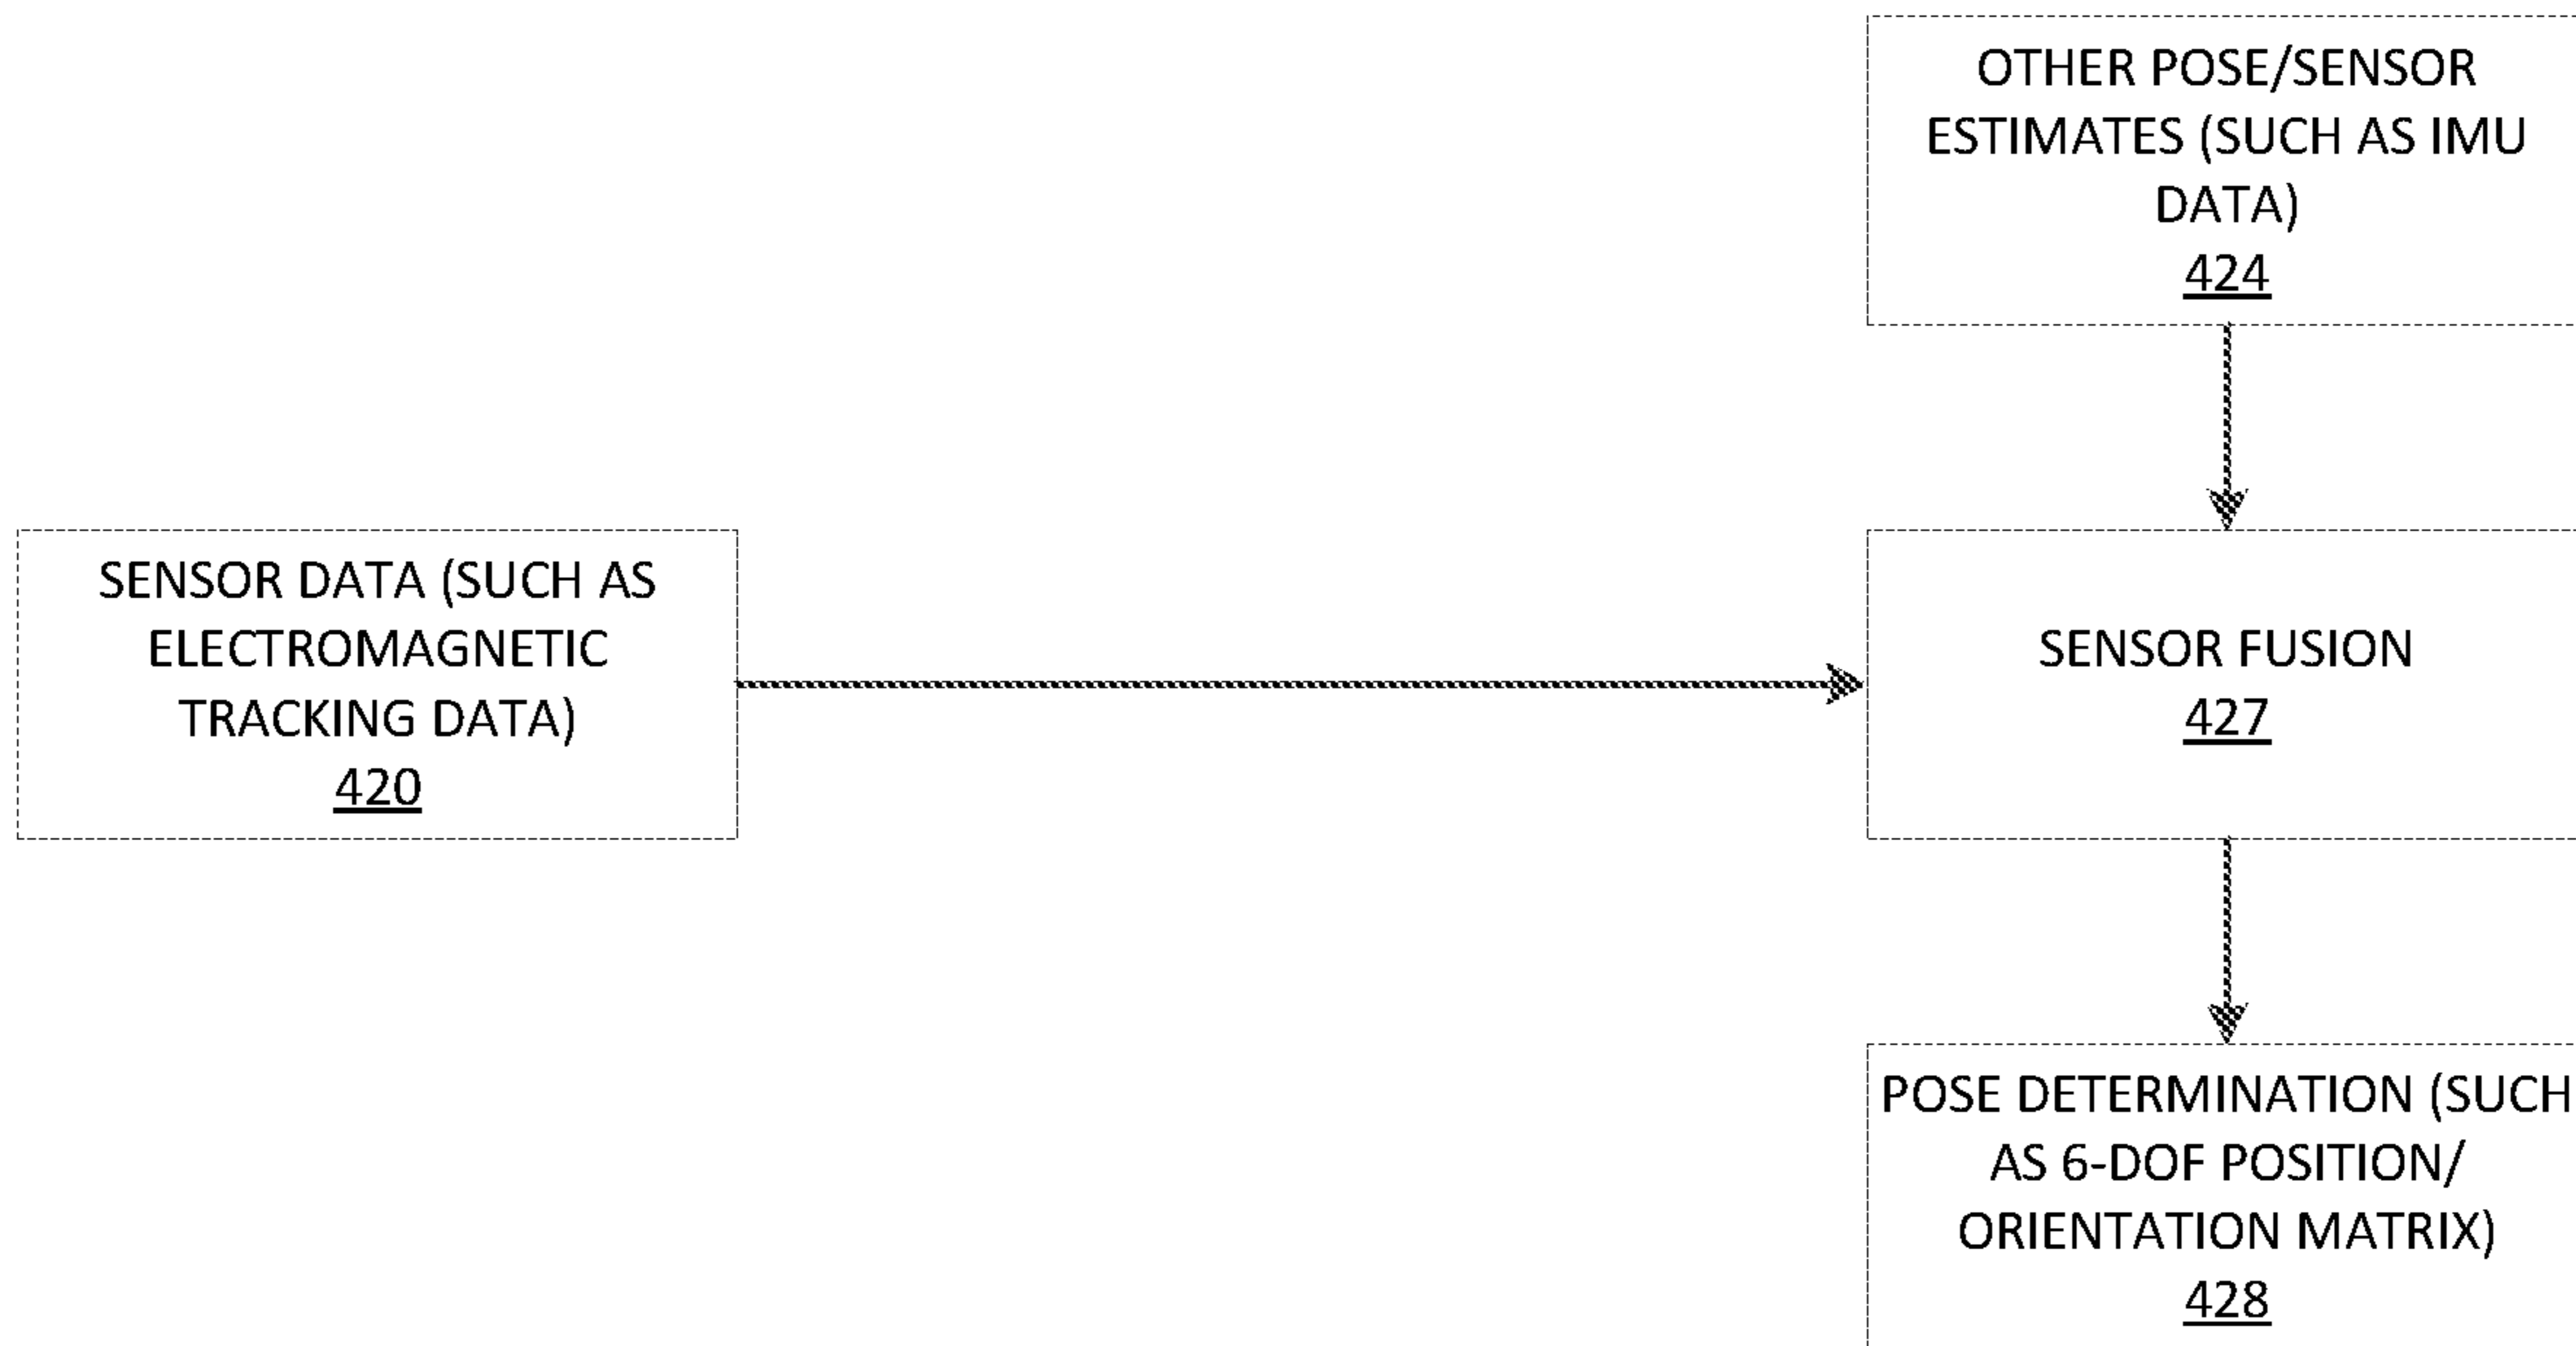 OTHER POSE/SENSOR
ESTIMATES (SUCH AS IMU
DATA)
424
SENSOR DATA (SUCH AS
ELECTROMAGNETIC
TRACKING DATA)
420
SENSOR FUSION
427
POSE DETERMINATION (SUCH
AS 6-DOF POSITION/
ORIENTATION MATRIX)
428